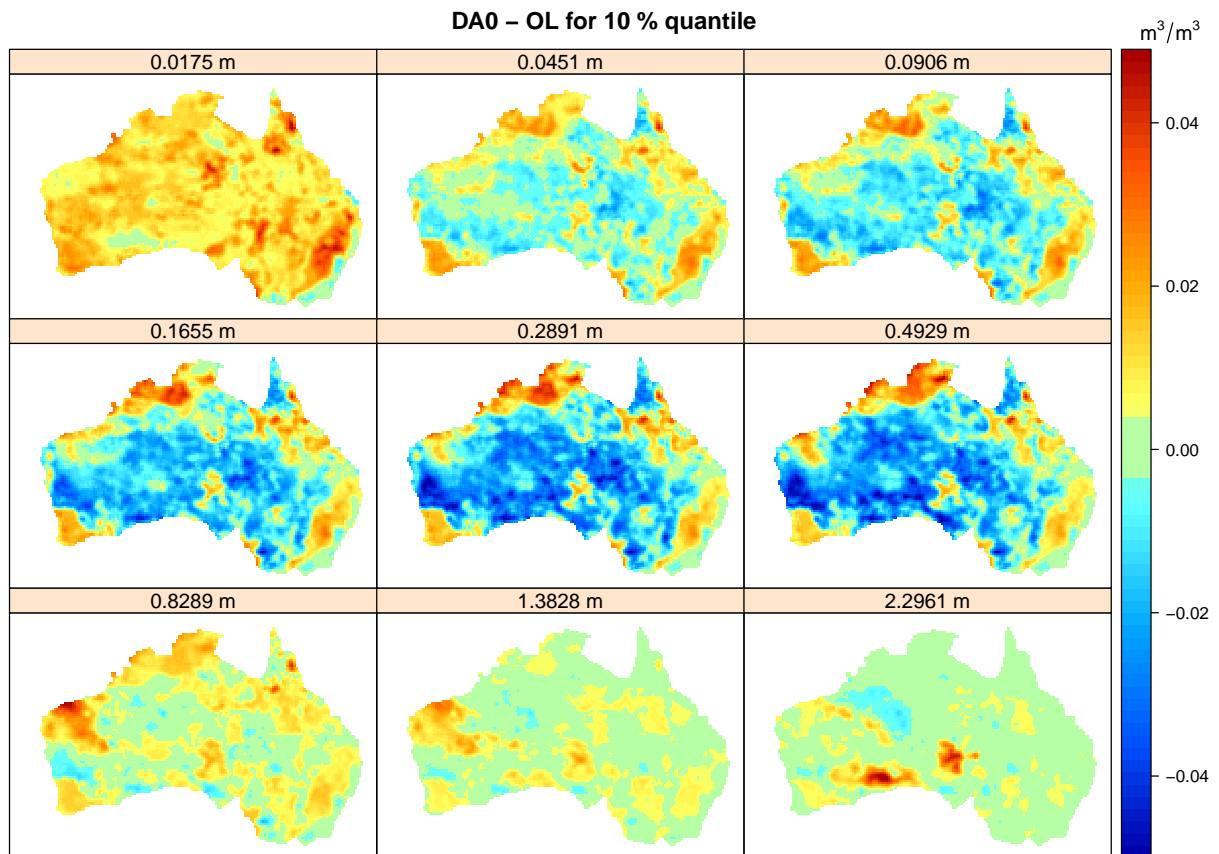 DA0 – OL for 10 % quantile
m³/m³
0.0175 m
0.0451 m
0.0906 m
0.1655 m
0.2891 m
0.4929 m
0.8289 m
1.3828 m
2.2961 m
0.04
0.02
0.00
−0.02
−0.04